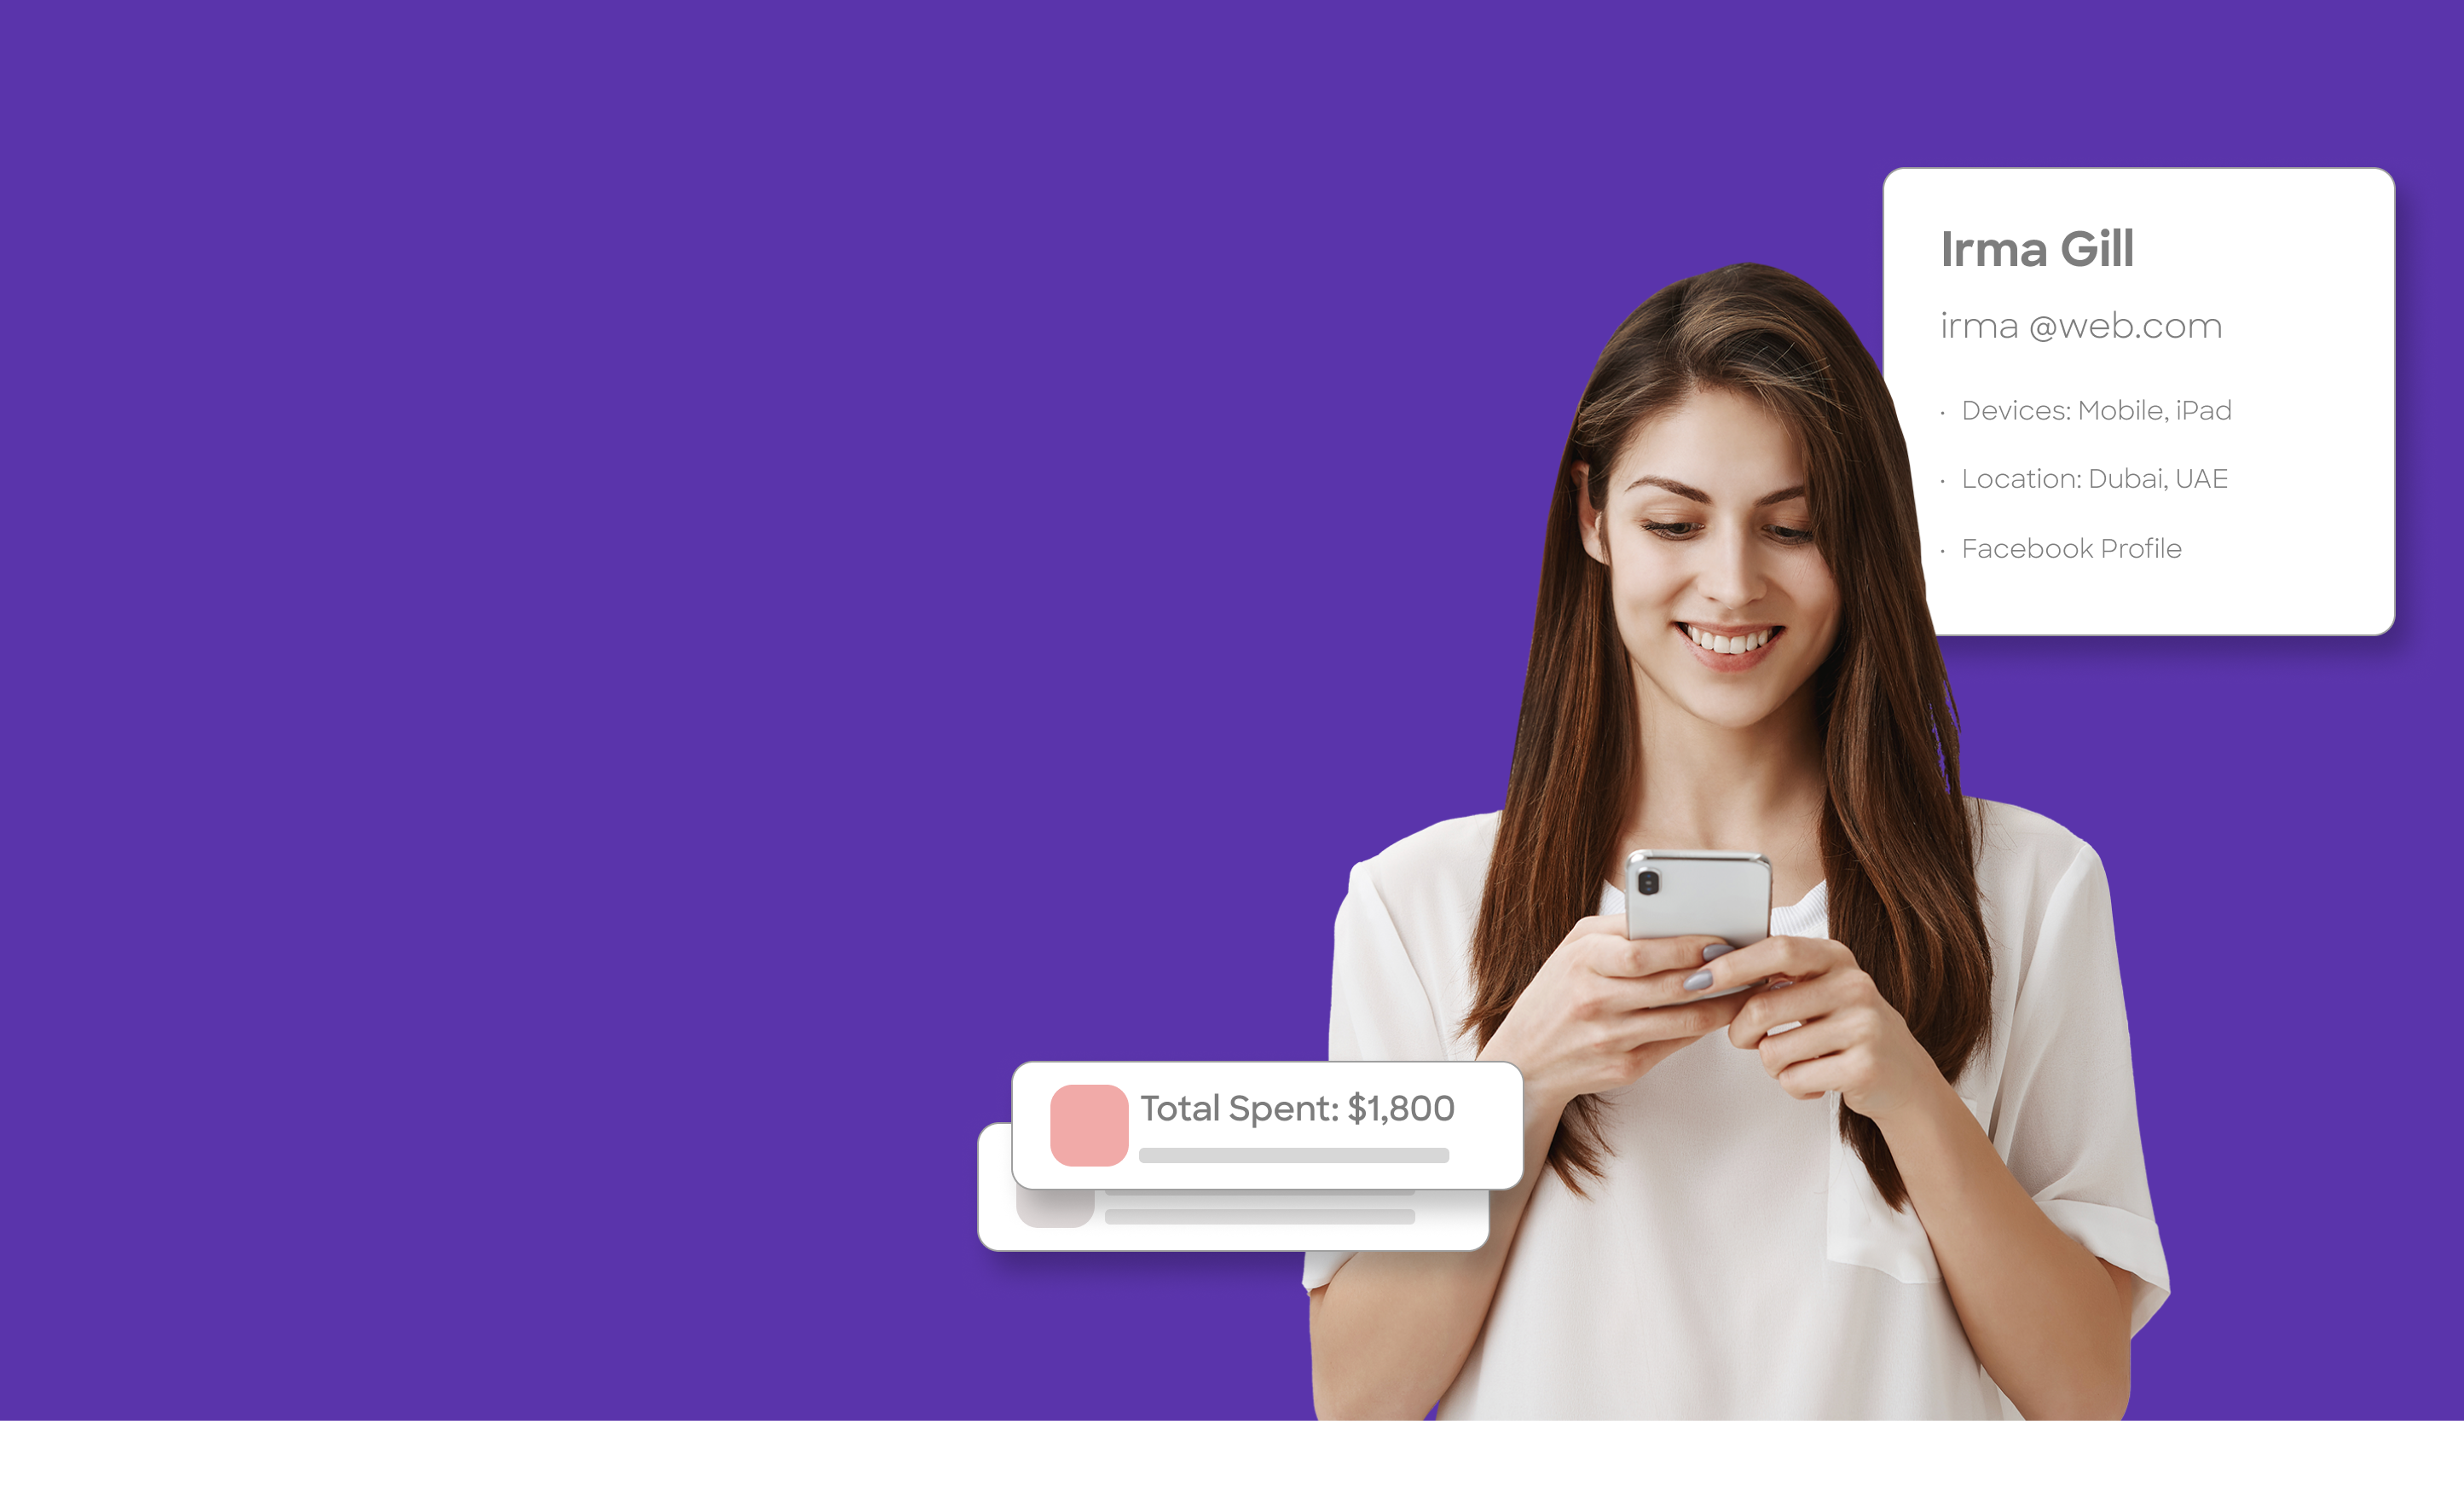 Irma Gill
irma @web.com
· Devices: Mobile, iPad
· Location: Dubai, UAE
· Facebook Profile
Total Spent: $1,800